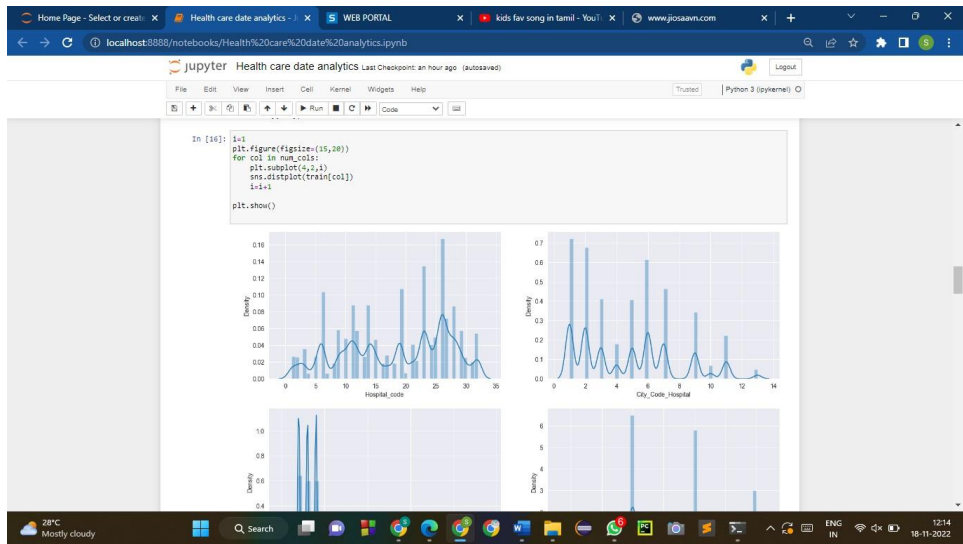 Home Page - Select or create
Health care date analytics - J
WEB PORTAL
kids fav song in tamil - YouT
www.jiosaavn.com
localhost:8888/notebooks/Health%20care%20date%20analytics.ipynb
jupyter Health care date analytics Last Checkpoint: an hour ago (autosaved)
Logout
File Edit View Insert Cell Kernel Widgets Help
Trusted Python 3 (ipykernel)
Run Code
In [16]: i=1
plt.figure(figsize=(15,20))
for col in num_cols:
plt.subplot(4,2,i)
sns.distplot(train[col])
i=i+1
plt.show()
0.16
0.14
0.12
0.10
0.08
0.06
0.04
0.02
0.00
Density
0 5 10 15 20 25 30 35
Hospital_code
0.7
0.6
0.5
0.4
0.3
0.2
0.1
0.0
Density
0 2 4 6 8 10 12 14
City_Code_Hospital
1.0
0.8
0.6
0.4
Density
6
5
4
3
Density
28°C
Mostly cloudy
Search
6
ENG
IN
12:14
18-11-2022